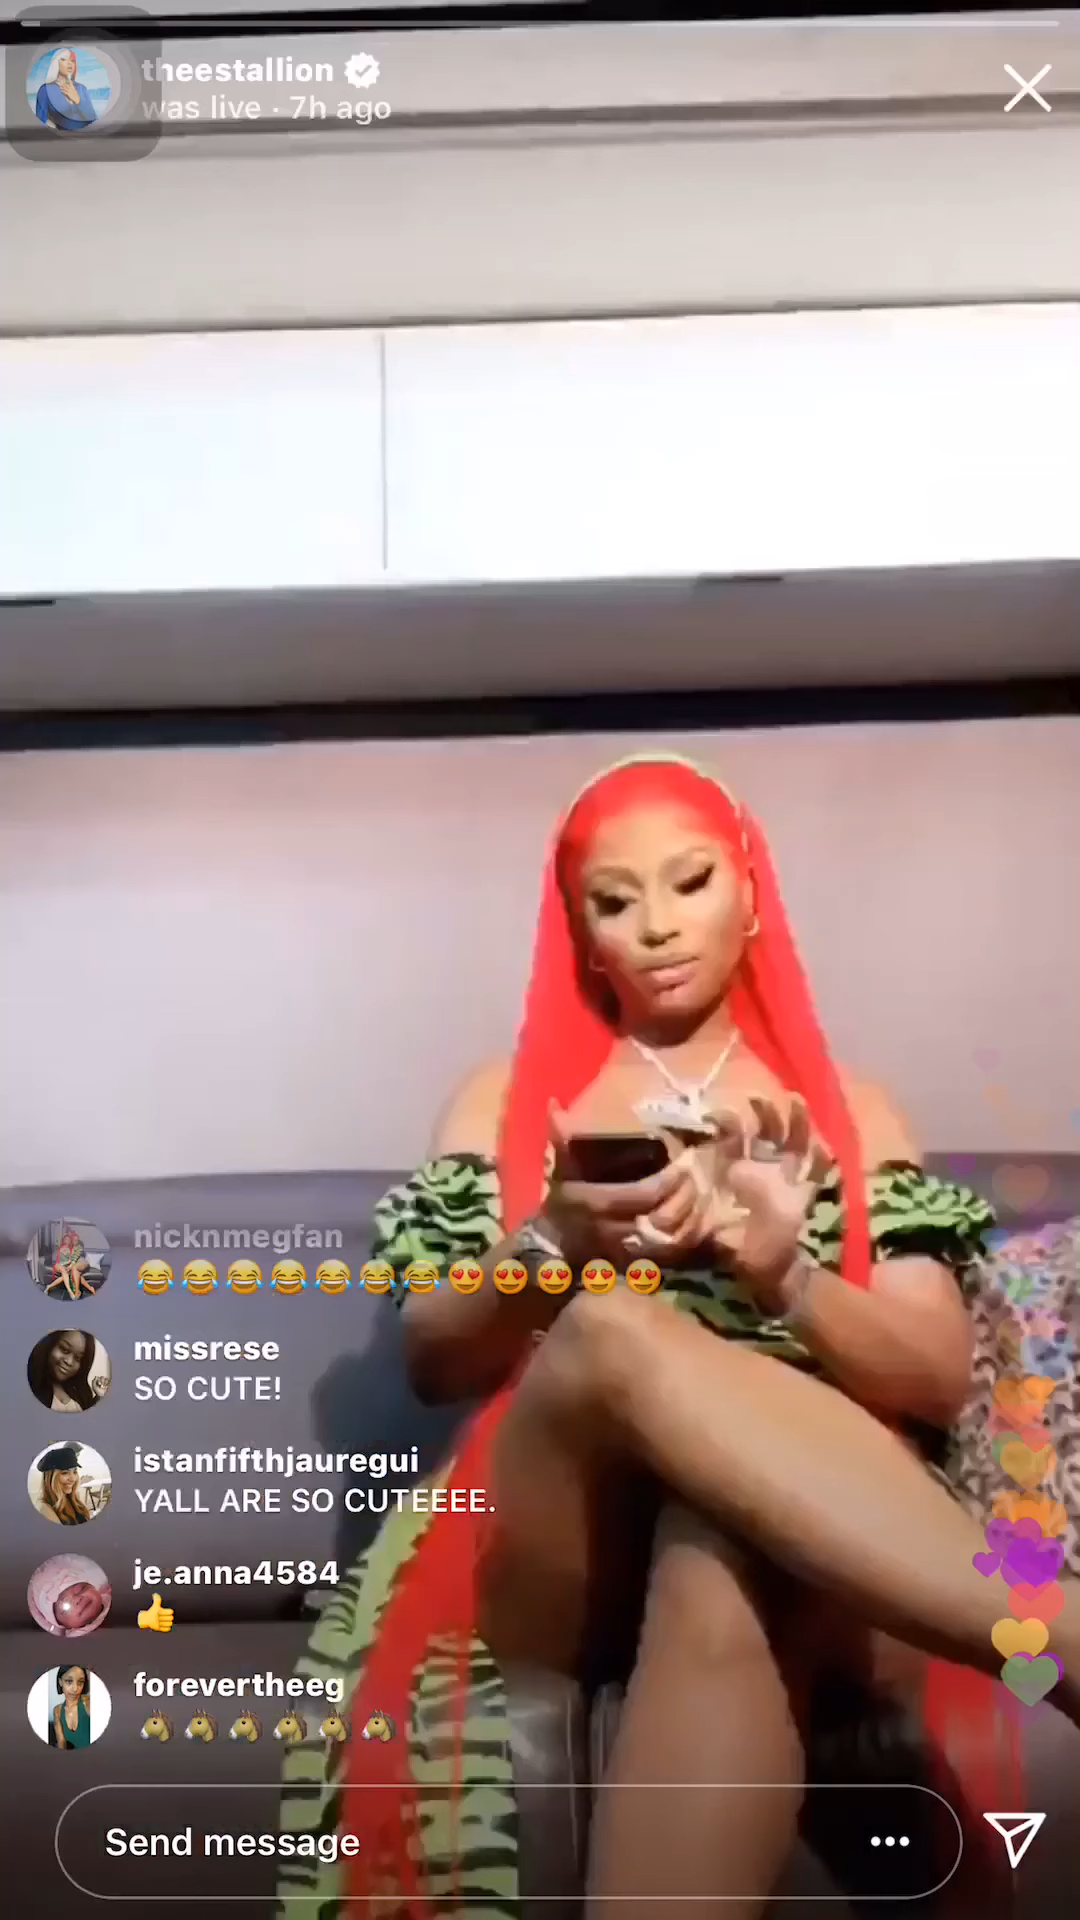 theestallion
was live · 7h ago
nicknmegfan
😂😂😂😂😂😂😂😍😍😍😍😍
missrese
SO CUTE!
istanfifthjauregui
YALL ARE SO CUTEEEE.
je.anna4584
👍
forevertheeg
🐴🐴🐴🐴🐴🐴
Send message